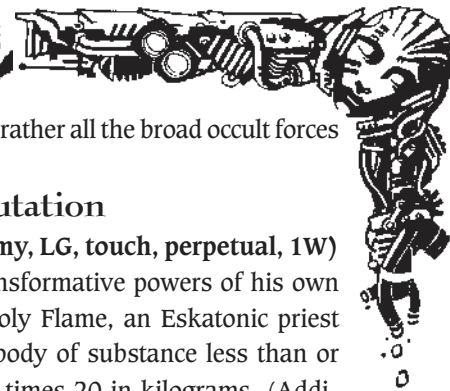 rather all the broad occult forces
utation
my, LG, touch, perpetual, 1W)
nsformative powers of his own
oly Flame, an Eskatonic priest
body of substance less than or
times 20 in kilograms. (Addi-